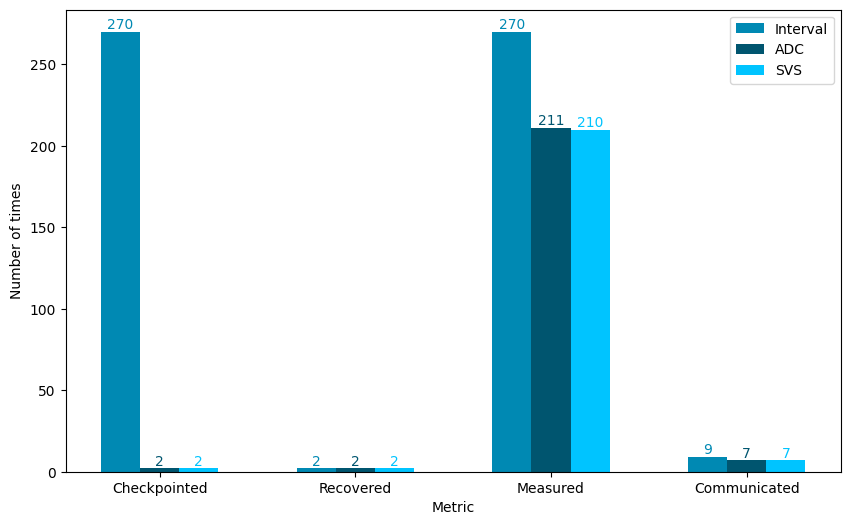 270
270
Interval
ADC
SVS
250
211
210
200
Number of times
150
100
50
2
2
2
2
2
9
7
7
0
Checkpointed
Recovered
Measured
Communicated
Metric